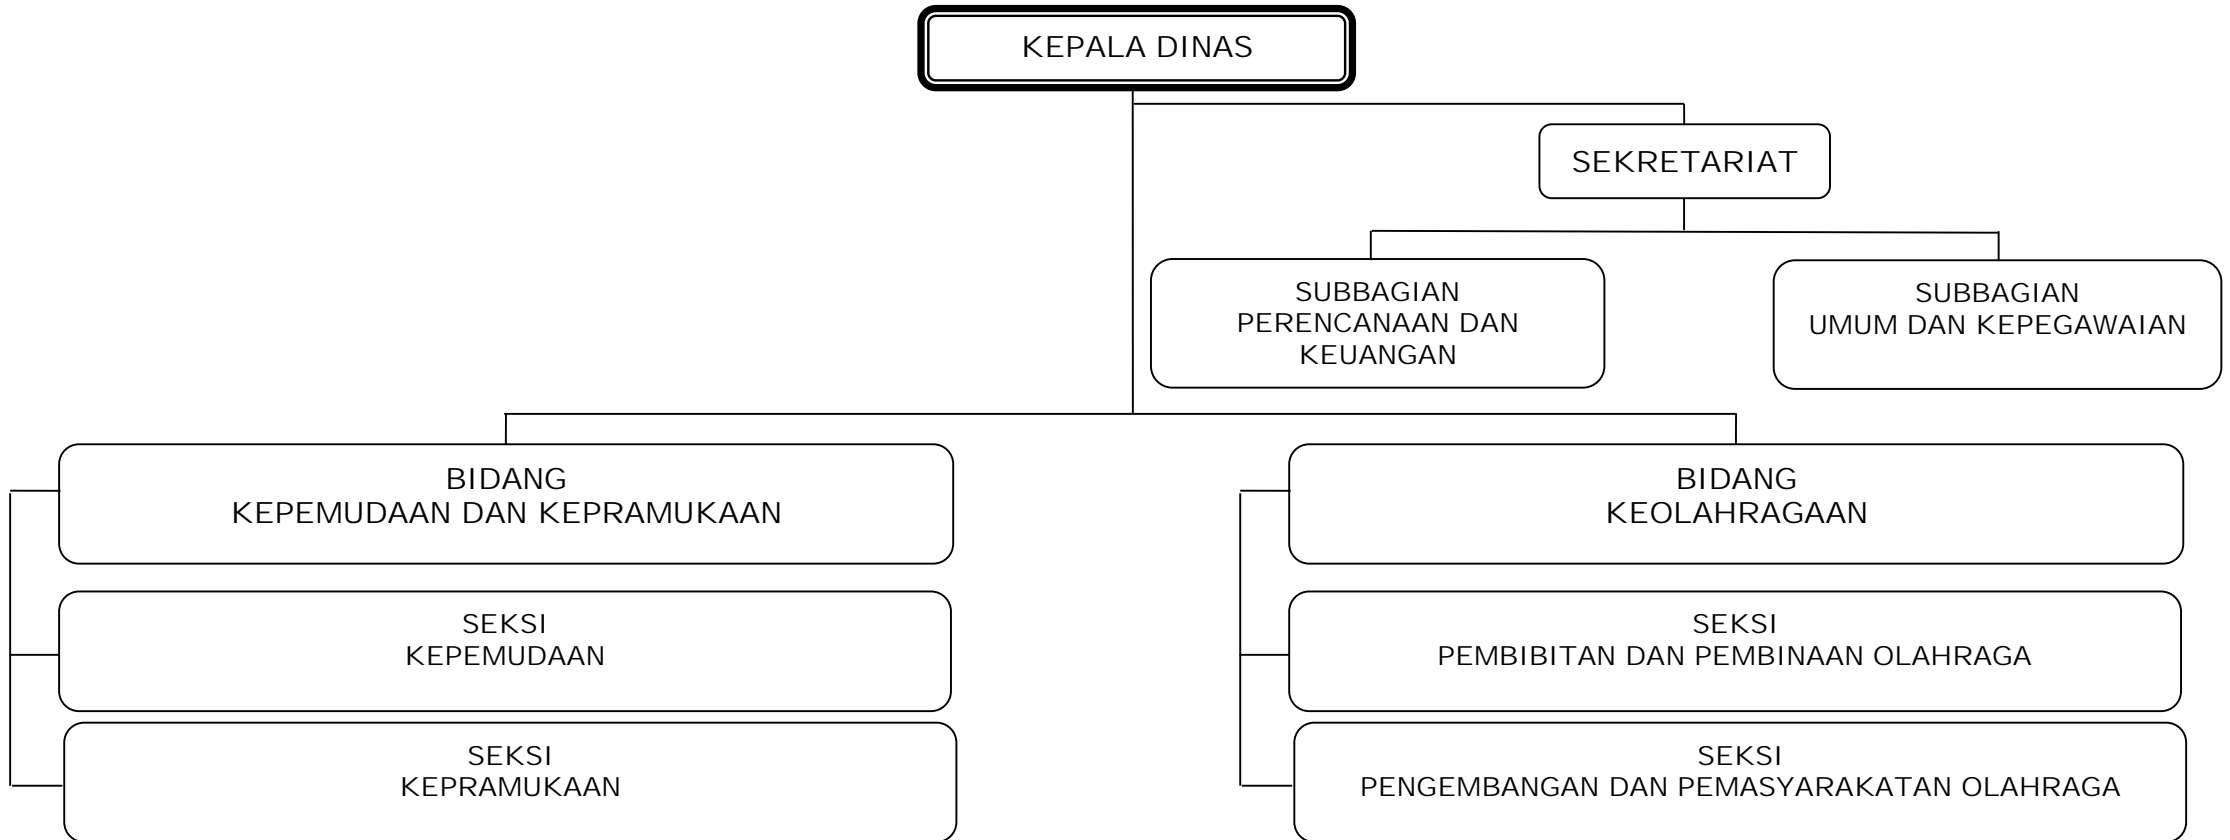 KEPALA DINAS
SEKRETARIAT
SUBBAGIAN
PERENCANAAN DAN
KEUANGAN
SUBBAGIAN
UMUM DAN KEPEGAWAIAN
BIDANG
KEPEMUDAAN DAN KEPRAMUKAAN
BIDANG
KEOLAHRAGAAN
SEKSI
KEPEMUDAAN
SEKSI
PEMBIBITAN DAN PEMBINAAN OLAHRAGA
SEKSI
KEPRAMUKAAN
SEKSI
PENGEMBANGAN DAN PEMASYARAKATAN OLAHRAGA